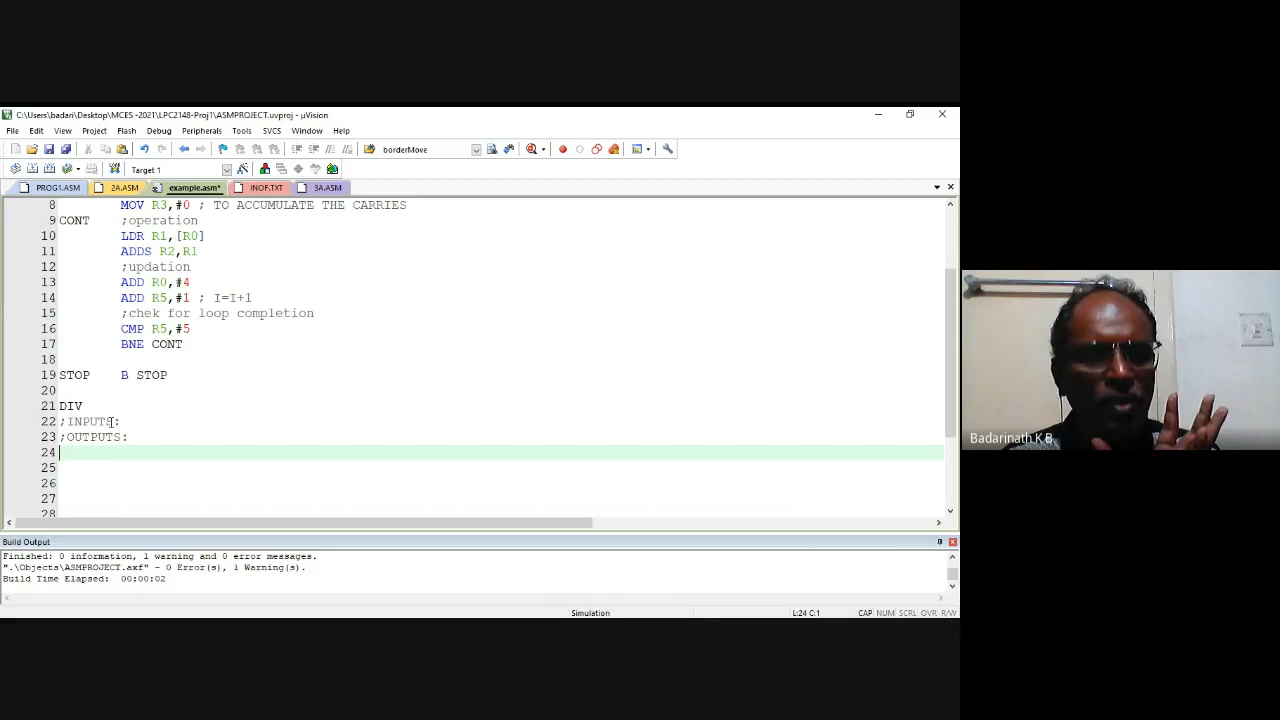 C:\Users\badari\Desktop\MCES -2021\LPC2148-Proj1\ASMPROJECT.uvproj - µVision
File Edit View Project Flash Debug Peripherals Tools SVCS Window Help
borderMove
Target 1
PROG1.ASM 2A.ASM example.asm* INOF.TXT 3A.ASM
8 MOV R3,#0 ; TO ACCUMULATE THE CARRIES
9 CONT ;operation
10 LDR R1,[R0]
11 ADDS R2,R1
12 ;updation
13 ADD R0,#4
14 ADD R5,#1 ; I=I+1
15 ;chek for loop completion
16 CMP R5,#5
17 BNE CONT
18
19 STOP B STOP
20
21 DIV
22 ;INPUTS:
23 ;OUTPUTS:
24
25
26
27
28
Build Output
Finished: 0 information, 1 warning and 0 error messages.
".\Objects\ASMPROJECT.axf" - 0 Error(s), 1 Warning(s).
Build Time Elapsed: 00:00:02
Simulation L:24 C:1 CAP NUM SCRL OVR R/W
Badarinath K B